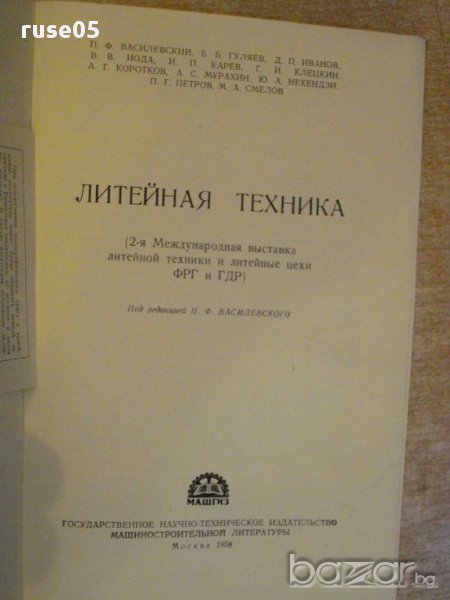 ruse05
П. Ф. ВАСИЛЕВСКИЙ, Б. Б. ГУЛЯЕВ, Д. П. ИВАНОВ,
В. В. ИОДА, И. П. КАРЕВ, Г. И. КЛЕЦКИН,
А. Г. КОРОТКОВ, А. С. МУРАХИН, Ю. А. НЕХЕНДЗИ,
П. Г. ПЕТРОВ, М. А. СМЕЛОВ
ЛИТЕЙНАЯ ТЕХНИКА
(2-я Международная выставка
литейной техники и литейные цехи
ФРГ и ГДР)
Под редакцией П. Ф. ВАСИЛЕВСКОГО
МАШГИЗ
ГОСУДАРСТВЕННОЕ НАУЧНО-ТЕХНИЧЕСКОЕ ИЗДАТЕЛЬСТВО
МАШИНОСТРОИТЕЛЬНОЙ ЛИТЕРАТУРЫ
Москва 1958
bazar.bg